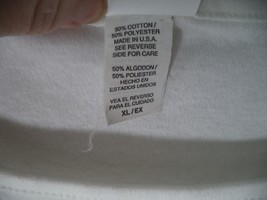 50% COTTON/
50% POLYESTER
MADE IN U.S.A.
SEE REVERSE
SIDE FOR CARE
50% ALGODON/
50% POLIESTER
HECHO EN
ESTADOS UNIDOS
VEA EL REVERSO
PARA EL CUIDADO
XL/EX